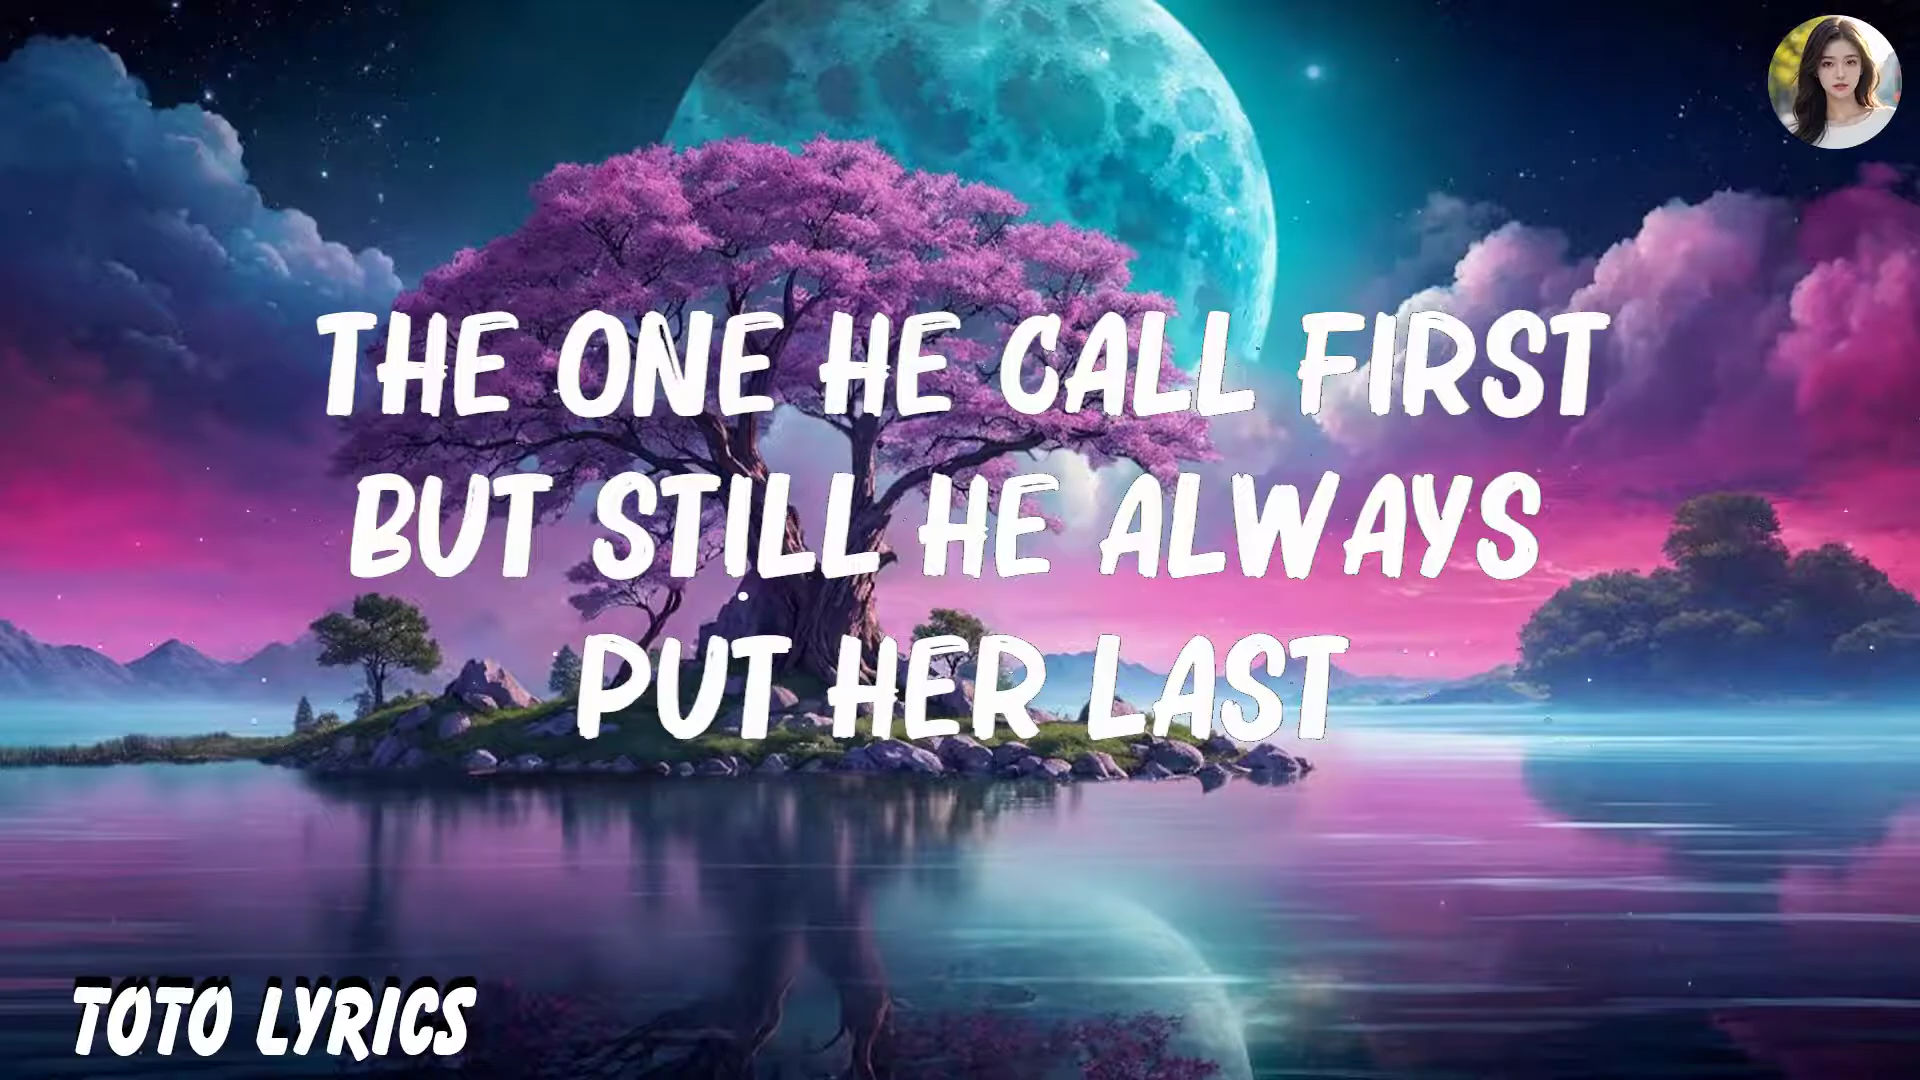 THE ONE HE CALL FIRST
BUT STILL HE ALWAYS
PUT HER LAST
TOTO LYRICS